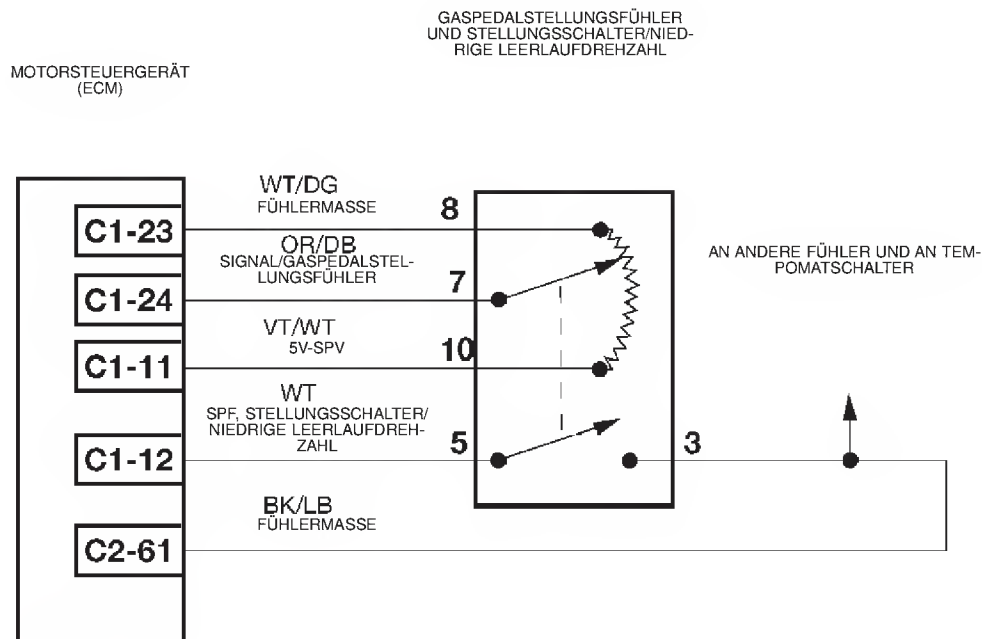 GASPEDALSTELLUNGSFÜHLER
UND STELLUNGSSCHALTER/NIED-
RIGE LEERLAUFDREHZAHL
MOTORSTEUERGERÄT
(ECM)
WT/DG
FÜHLERMASSE
8
C1-23
OR/DB
SIGNAL/GASPEDALSTEL-
LUNGSFÜHLER
7
C1-24
AN ANDERE FÜHLER UND AN TEM-
POMATSCHALTER
VT/WT
5V-SPV
10
C1-11
WT
SPF, STELLUNGSSCHALTER/
NIEDRIGE LEERLAUFDREH-
ZAHL
5
3
C1-12
BK/LB
FÜHLERMASSE
C2-61